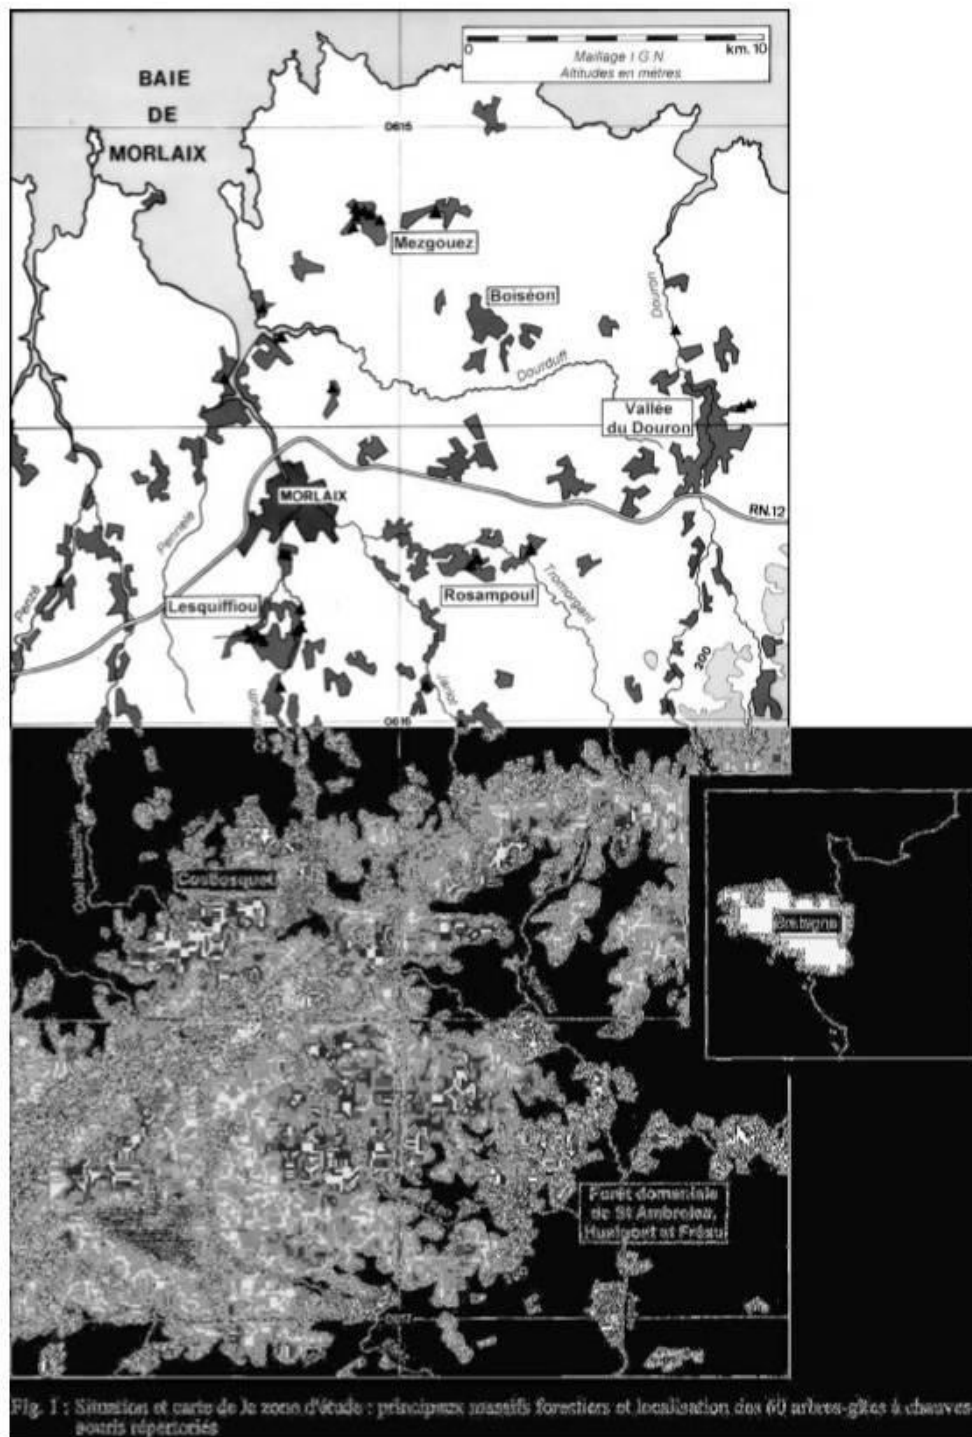 0 km. 10
Maillage I G N
Altitudes en mètres
BAIE
DE
MORLAIX
0615
Mezgouez
Boiséon
Douron
Dourduff
Vallée
du Douron
MORLAIX
RN.12
Pennelé
Penzé
Lesquiffiou
Rosampoul
Tromorgant
Jarlot
200
0616
Coatbosquet
Bretagne
Forêt domaniale
de St Ambroise,
Huelgoat et Fréau
Fig. 1 : Situation et carte de la zone d'étude : principaux massifs forestiers et localisation des 60 arbres-gîtes à chauves-
souris répertoriés